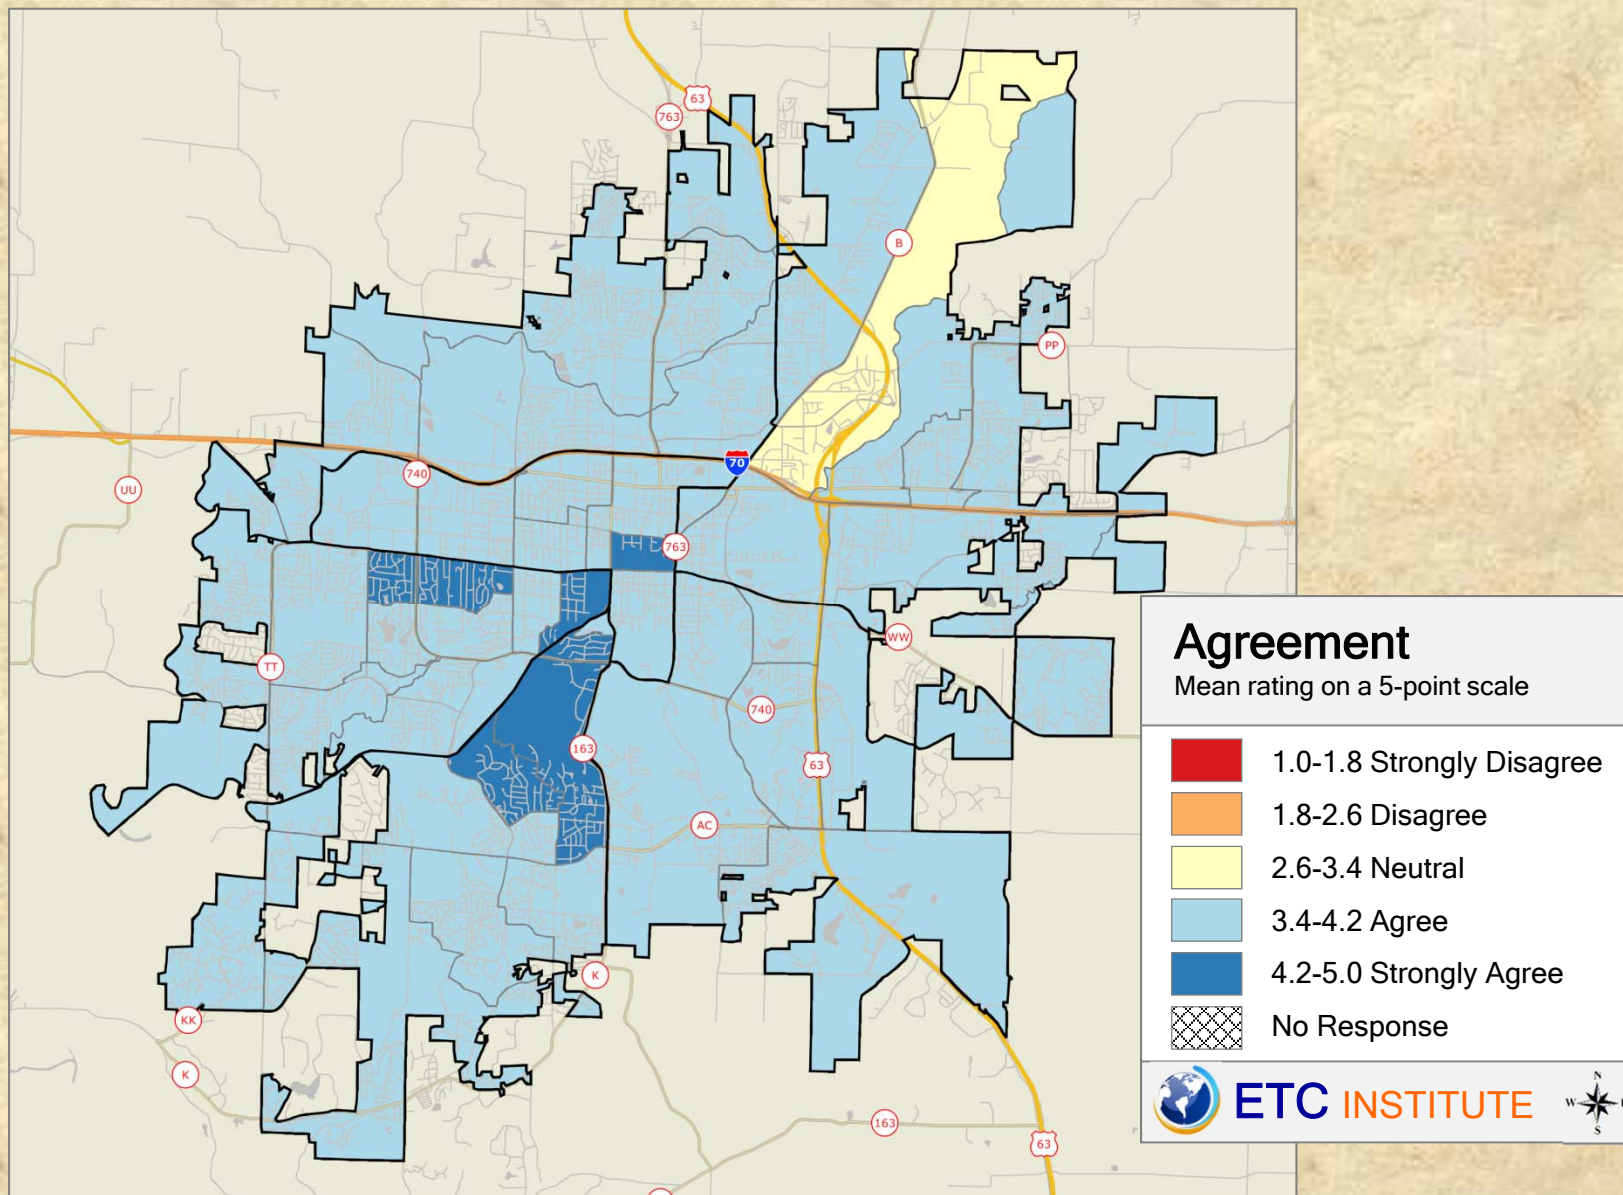 63
763
B
PP
70
740
UU
763
WW
TT
740
163
63
AC
K
KK
K
163
63
Agreement
Mean rating on a 5-point scale
1.0-1.8 Strongly Disagree
1.8-2.6 Disagree
2.6-3.4 Neutral
3.4-4.2 Agree
4.2-5.0 Strongly Agree
No Response
ETC INSTITUTE
N
W
S